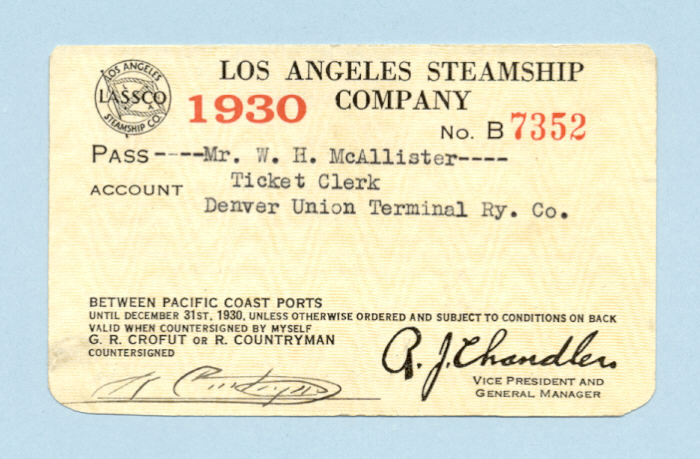 LOS ANGELES
LASSCO
STEAMSHIP CO.
LOS ANGELES STEAMSHIP
1930 COMPANY
No. B 7352
PASS ----Mr. W. H. McAllister----
ACCOUNT Ticket Clerk
Denver Union Terminal Ry. Co.
BETWEEN PACIFIC COAST PORTS
UNTIL DECEMBER 31ST, 1930, UNLESS OTHERWISE ORDERED AND SUBJECT TO CONDITIONS ON BACK
VALID WHEN COUNTERSIGNED BY MYSELF
G. R. CROFUT OR R. COUNTRYMAN
COUNTERSIGNED
A. J. Chandler
VICE PRESIDENT AND
GENERAL MANAGER